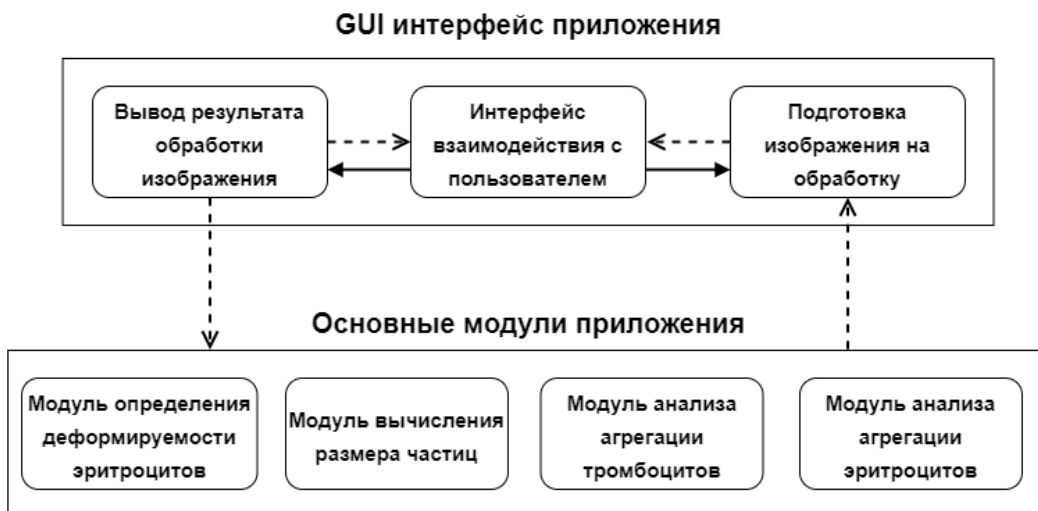 GUI интерфейс приложения
Вывод результата
обработки
изображения
Интерфейс
взаимодействия с
пользователем
Подготовка
изображения на
обработку
Основные модули приложения
Модуль определения
деформируемости
эритроцитов
Модуль вычисления
размера частиц
Модуль анализа
агрегации
тромбоцитов
Модуль анализа
агрегации
эритроцитов